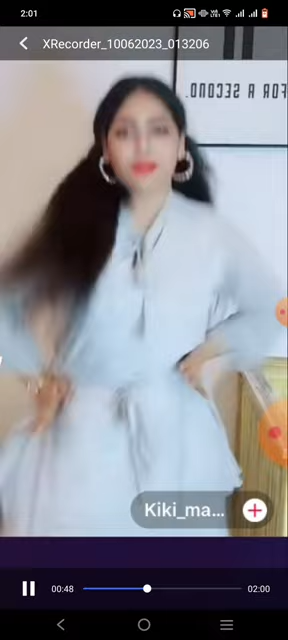 2:01
XRecorder_10062023_013206
FOR A SECOND.
Kiki_ma...
00:48
02:00